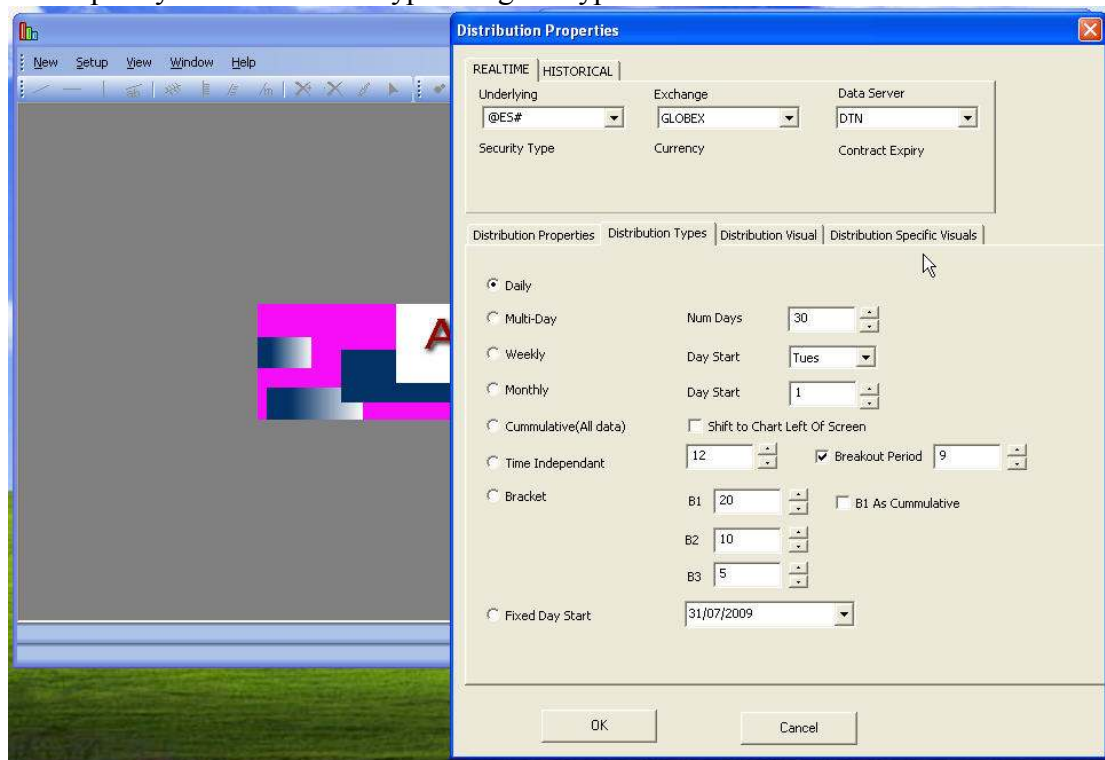 Distribution Properties
New Setup View Window Help
REALTIME HISTORICAL
Underlying Exchange Data Server
@ES# GLOBEX DTN
Security Type Currency Contract Expiry
Distribution Properties Distribution Types Distribution Visual Distribution Specific Visuals
Daily
Multi-Day Num Days 30
Weekly Day Start Tues
Monthly Day Start 1
Cummulative(All data) Shift to Chart Left Of Screen
Time Independant 12 Breakout Period 9
Bracket B1 20 B1 As Cummulative
B2 10
B3 5
Fixed Day Start 31/07/2009
OK Cancel
A